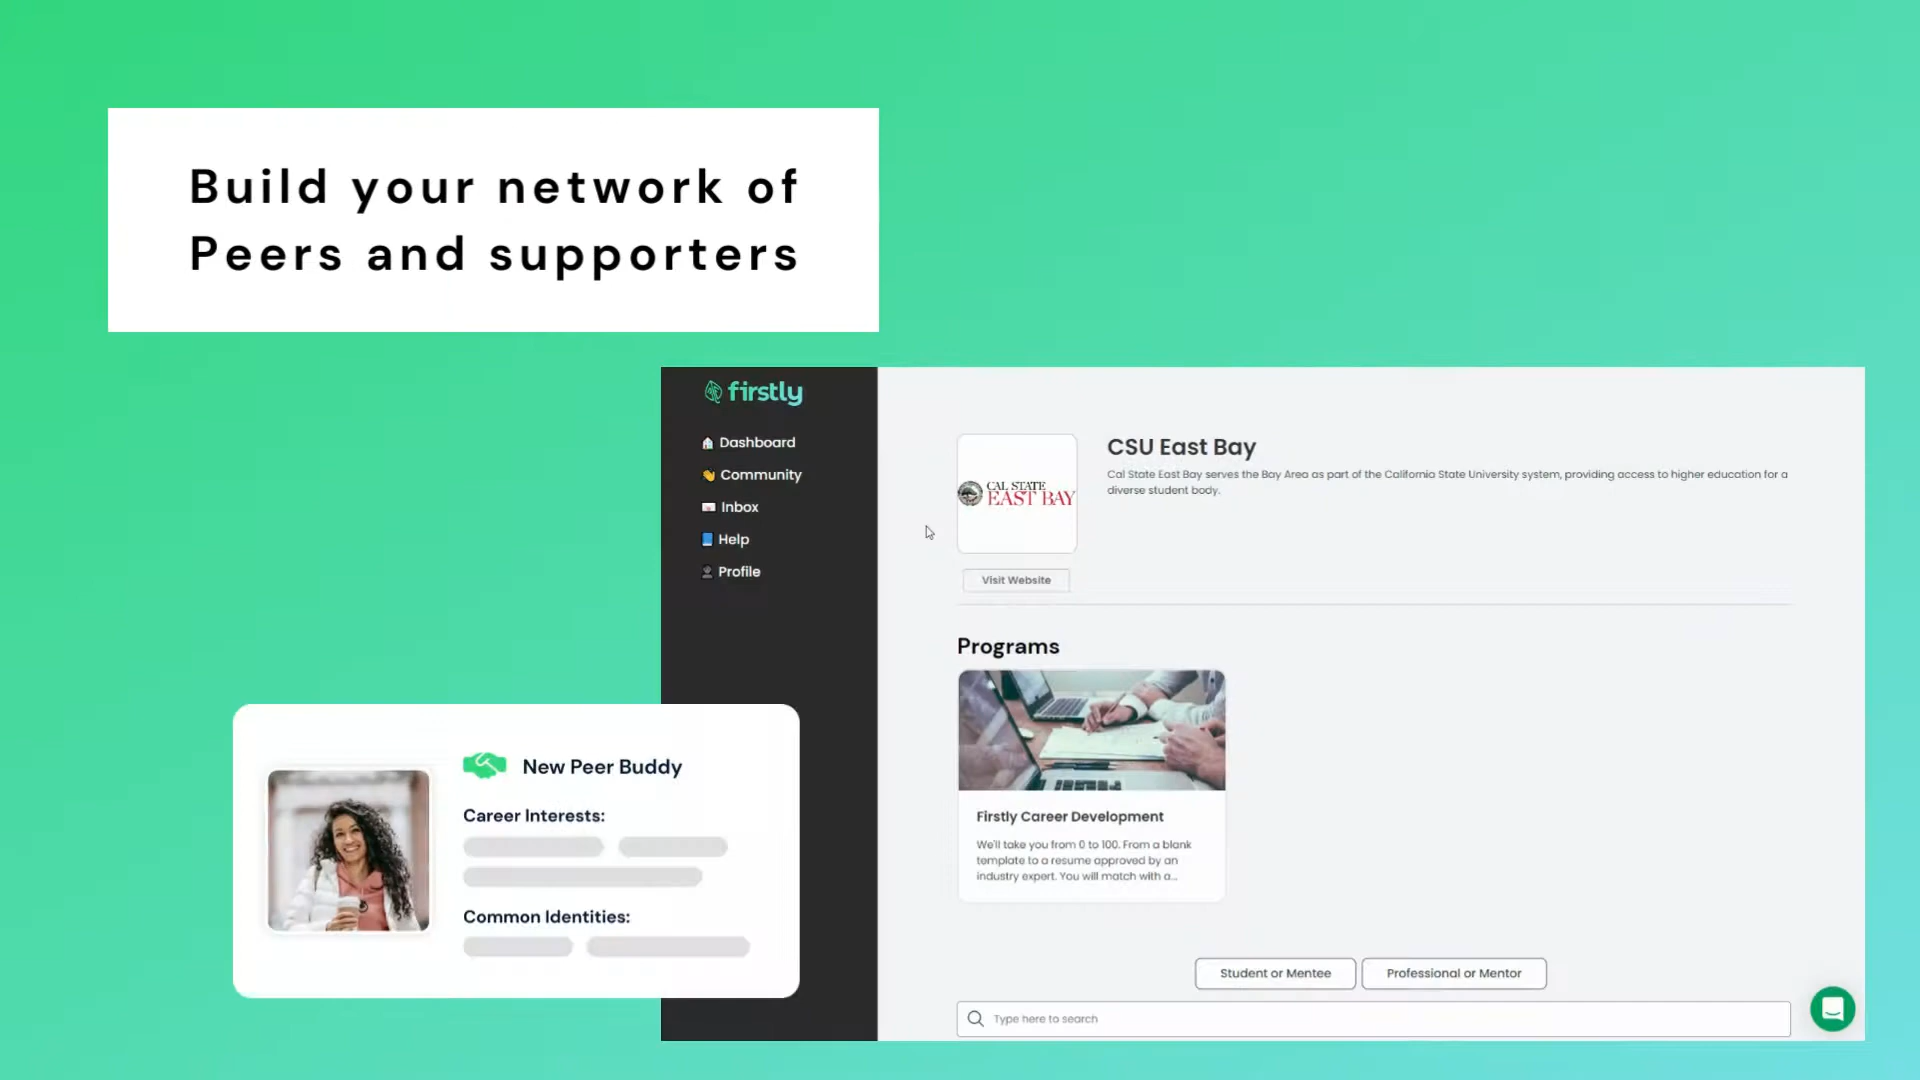 Build your network of
Peers and supporters
firstly
Dashboard
Community
Inbox
Help
Profile
CAL STATE
EAST BAY
Visit Website
CSU East Bay
Cal State East Bay serves the Bay Area as part of the California State University system, providing access to higher education for a
diverse student body.
Programs
Firstly Career Development
We'll take you from 0 to 100. From a blank
template to a resume approved by an
industry expert. You will match with a...
New Peer Buddy
Career Interests:
Common Identities:
Student or Mentee
Professional or Mentor
Type here to search